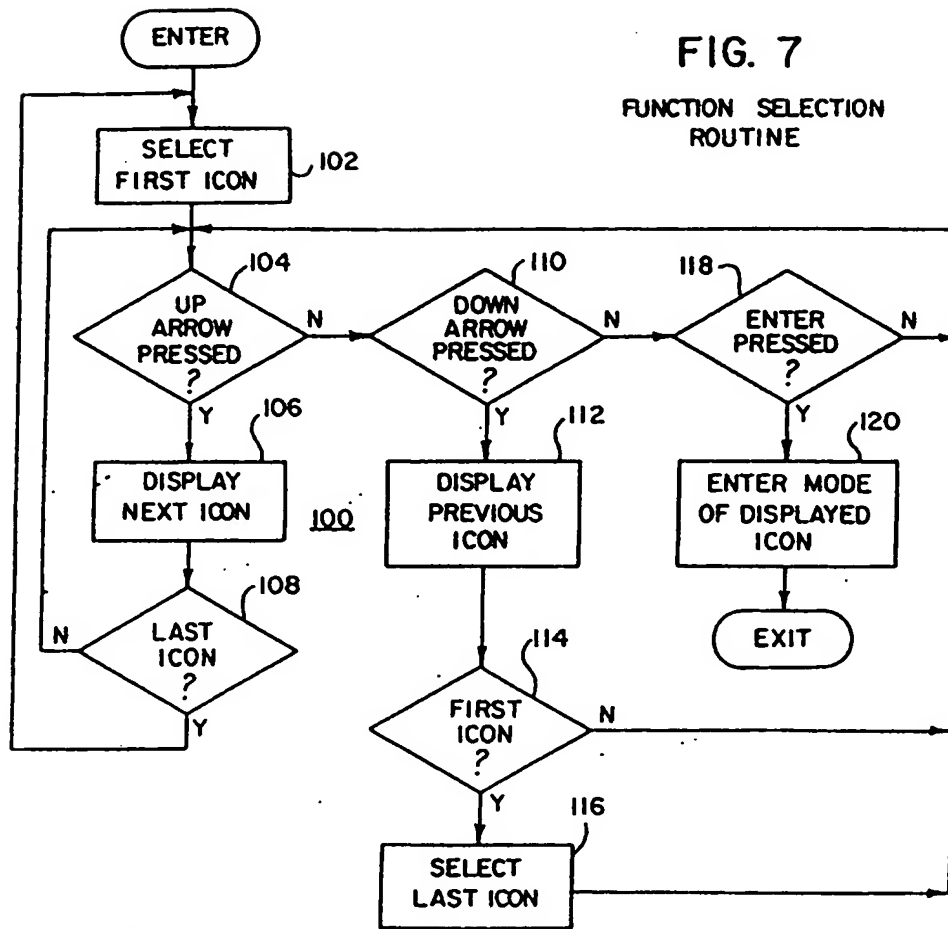 ENTER
FIG. 7
FUNCTION SELECTION
ROUTINE
SELECT
FIRST ICON
102
104
UP
ARROW
PRESSED
?
N
Y
110
DOWN
ARROW
PRESSED
?
N
Y
118
ENTER
PRESSED
?
N
Y
106
DISPLAY
NEXT ICON
100
112
DISPLAY
PREVIOUS
ICON
120
ENTER MODE
OF DISPLAYED
ICON
108
LAST
ICON
?
N
Y
EXIT
114
FIRST
ICON
?
N
Y
116
SELECT
LAST ICON